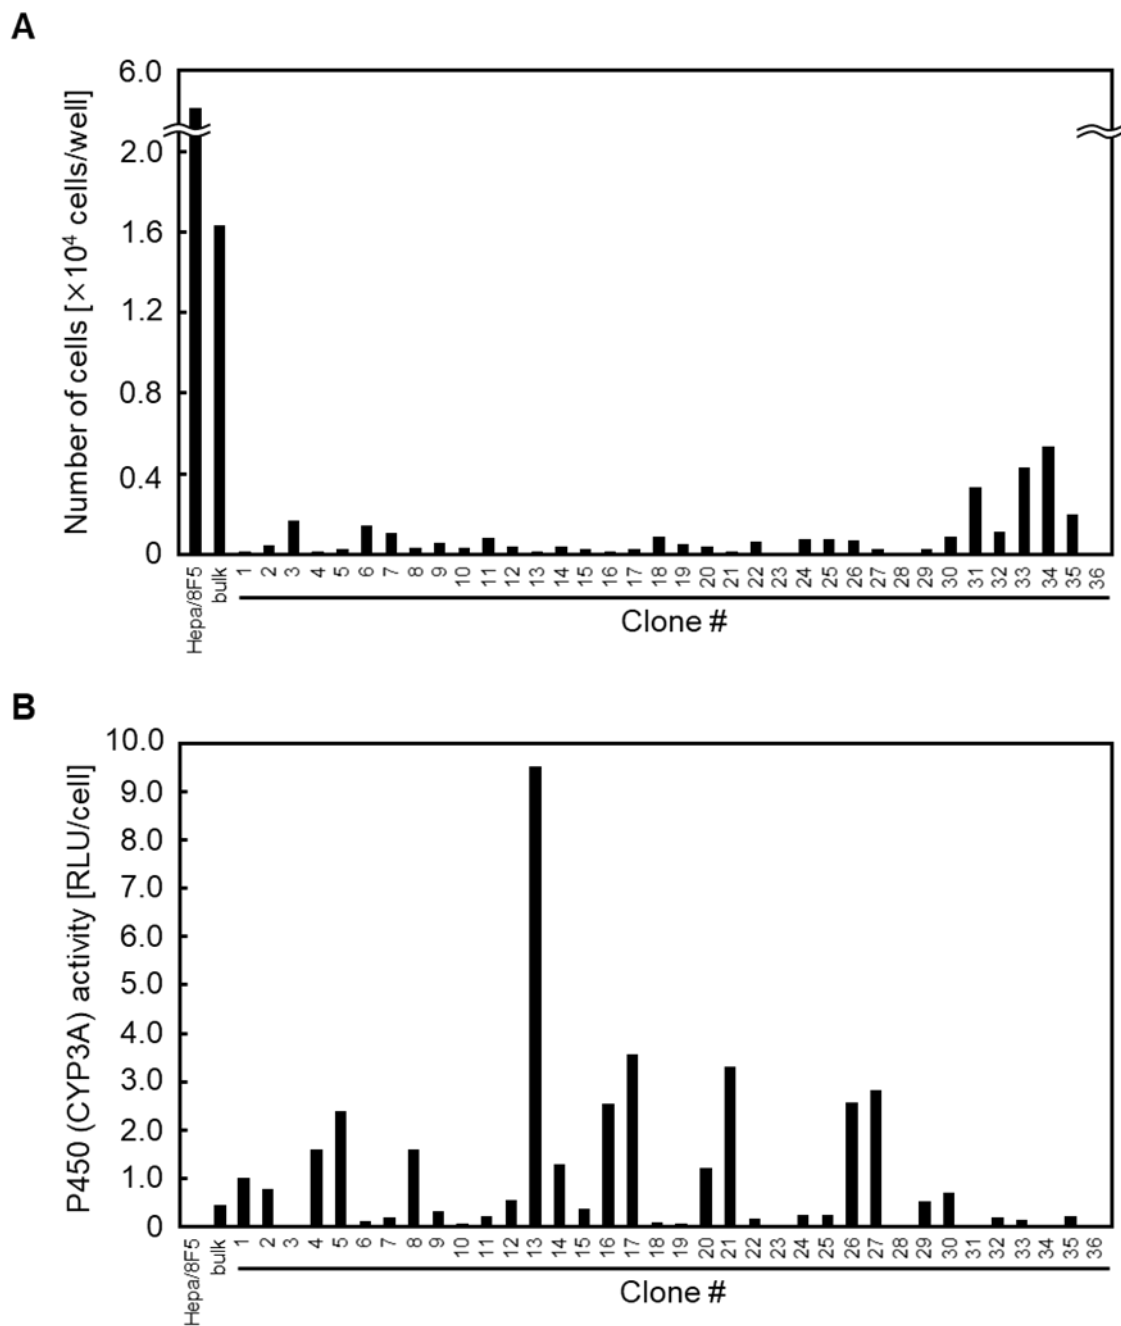 A
Number of cells [×10⁴ cells/well]
6.0
2.0
1.6
1.2
0.8
0.4
0
Hepa/8F5 bulk 1 2 3 4 5 6 7 8 9 10 11 12 13 14 15 16 17 18 19 20 21 22 23 24 25 26 27 28 29 30 31 32 33 34 35 36
Clone #
B
P450 (CYP3A) activity [RLU/cell]
10.0
9.0
8.0
7.0
6.0
5.0
4.0
3.0
2.0
1.0
0
Hepa/8F5 bulk 1 2 3 4 5 6 7 8 9 10 11 12 13 14 15 16 17 18 19 20 21 22 23 24 25 26 27 28 29 30 31 32 33 34 35 36
Clone #